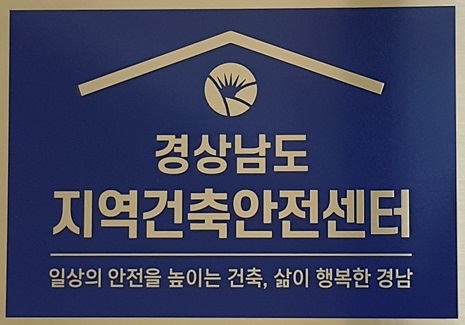 경상남도
지역건축안전센터
일상의 안전을 높이는 건축, 삶이 행복한 경남